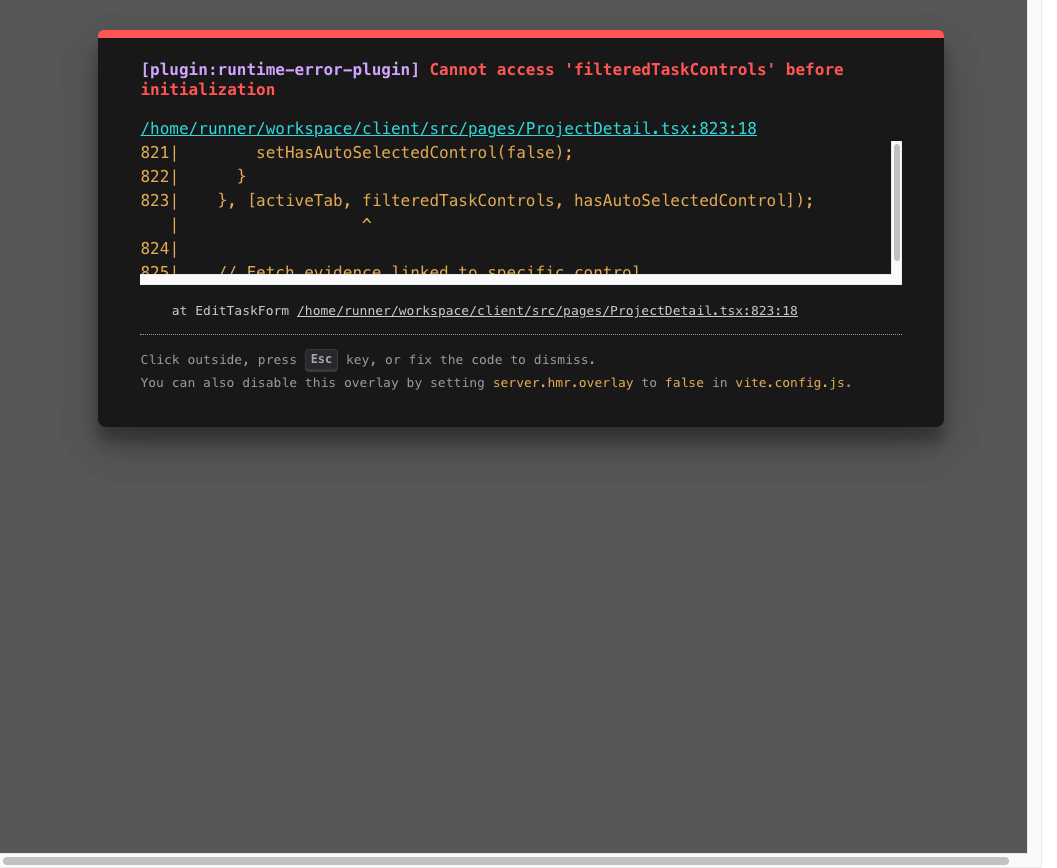 [plugin:runtime-error-plugin] Cannot access 'filteredTaskControls' before
initialization
/home/runner/workspace/client/src/pages/ProjectDetail.tsx:823:18
821|        setHasAutoSelectedControl(false);
822|      }
823|    }, [activeTab, filteredTaskControls, hasAutoSelectedControl]);
   |                   ^
824|
825|    // Fetch evidence linked to specific control
at EditTaskForm /home/runner/workspace/client/src/pages/ProjectDetail.tsx:823:18
Click outside, press Esc key, or fix the code to dismiss.
You can also disable this overlay by setting server.hmr.overlay to false in vite.config.js.